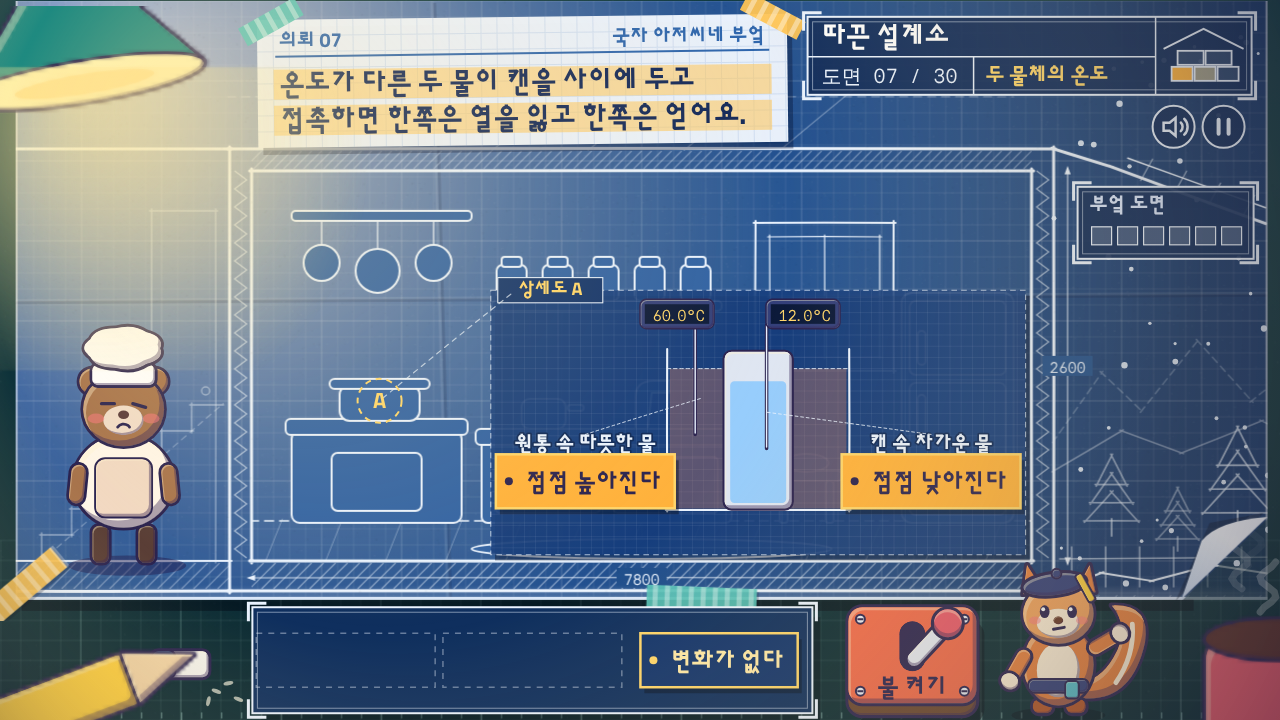 의뢰 07
국자 아저씨네 부엌
온도가 다른 두 물이 캔을 사이에 두고
접촉하면 한쪽은 열을 잃고 한쪽은 얻어요.
따끈 설계소
도면 07 / 30
두 물체의 온도
부엌 도면
상세도 A
60.0°C
12.0°C
A
2600
원통 속 따뜻한 물
캔 속 차가운 물
• 점점 높아진다
• 점점 낮아진다
7800
• 변화가 없다
불 켜기